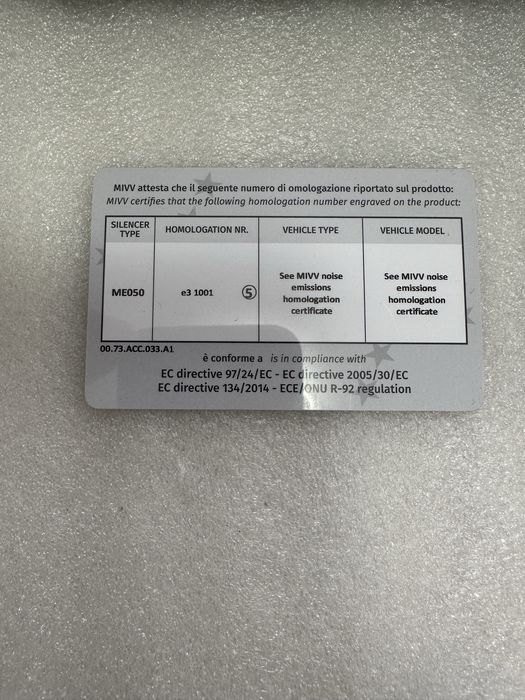 MIVV attesta che il seguente numero di omologazione riportato sul prodotto:
MIVV certifies that the following homologation number engraved on the product:
SILENCER TYPE
HOMOLOGATION NR.
VEHICLE TYPE
VEHICLE MODEL
ME050
e3 1001
⑤
See MIVV noise
emissions
homologation
certificate
See MIVV noise
emissions
homologation
certificate
00.73.ACC.033.A1
è conforme a is in compliance with
EC directive 97/24/EC - EC directive 2005/30/EC
EC directive 134/2014 - ECE/ONU R-92 regulation